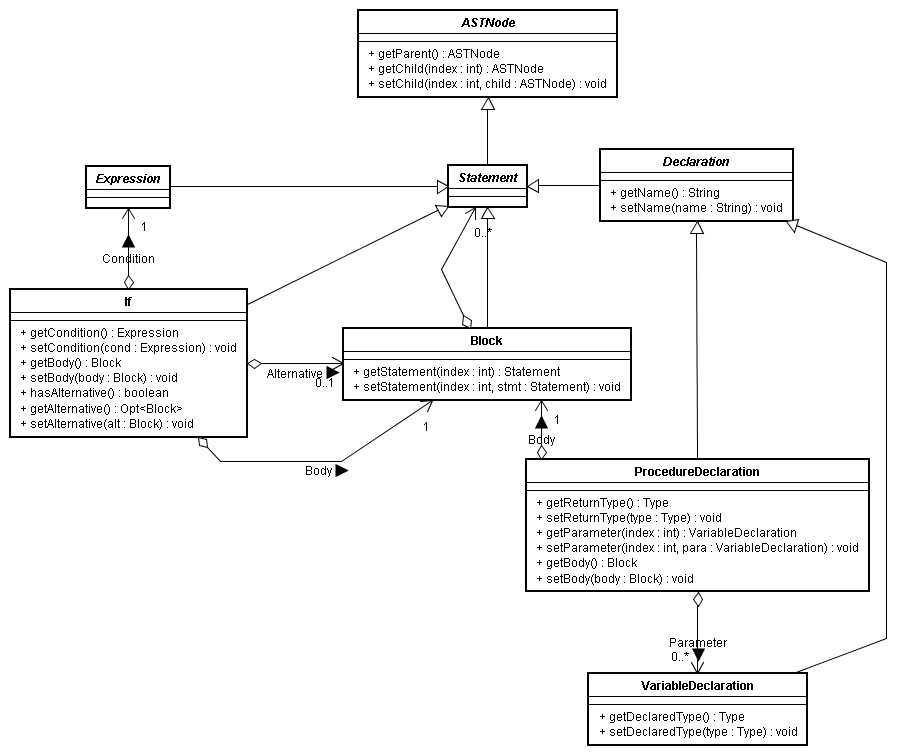 ASTNode
+ getParent() : ASTNode
+ getChild(index : int) : ASTNode
+ setChild(index : int, child : ASTNode) : void
Expression
Statement
Declaration
+ getName() : String
+ setName(name : String) : void
1
0..*
Condition
If
+ getCondition() : Expression
+ setCondition(cond : Expression) : void
+ getBody() : Block
+ setBody(body : Block) : void
+ hasAlternative() : boolean
+ getAlternative() : Opt<Block>
+ setAlternative(alt : Block) : void
Alternative
0..1
Block
+ getStatement(index : int) : Statement
+ setStatement(index : int, stmt : Statement) : void
1
Body
1
Body
ProcedureDeclaration
+ getReturnType() : Type
+ setReturnType(type : Type) : void
+ getParameter(index : int) : VariableDeclaration
+ setParameter(index : int, para : VariableDeclaration) : void
+ getBody() : Block
+ setBody(body : Block) : void
Parameter
0..*
VariableDeclaration
+ getDeclaredType() : Type
+ setDeclaredType(type : Type) : void